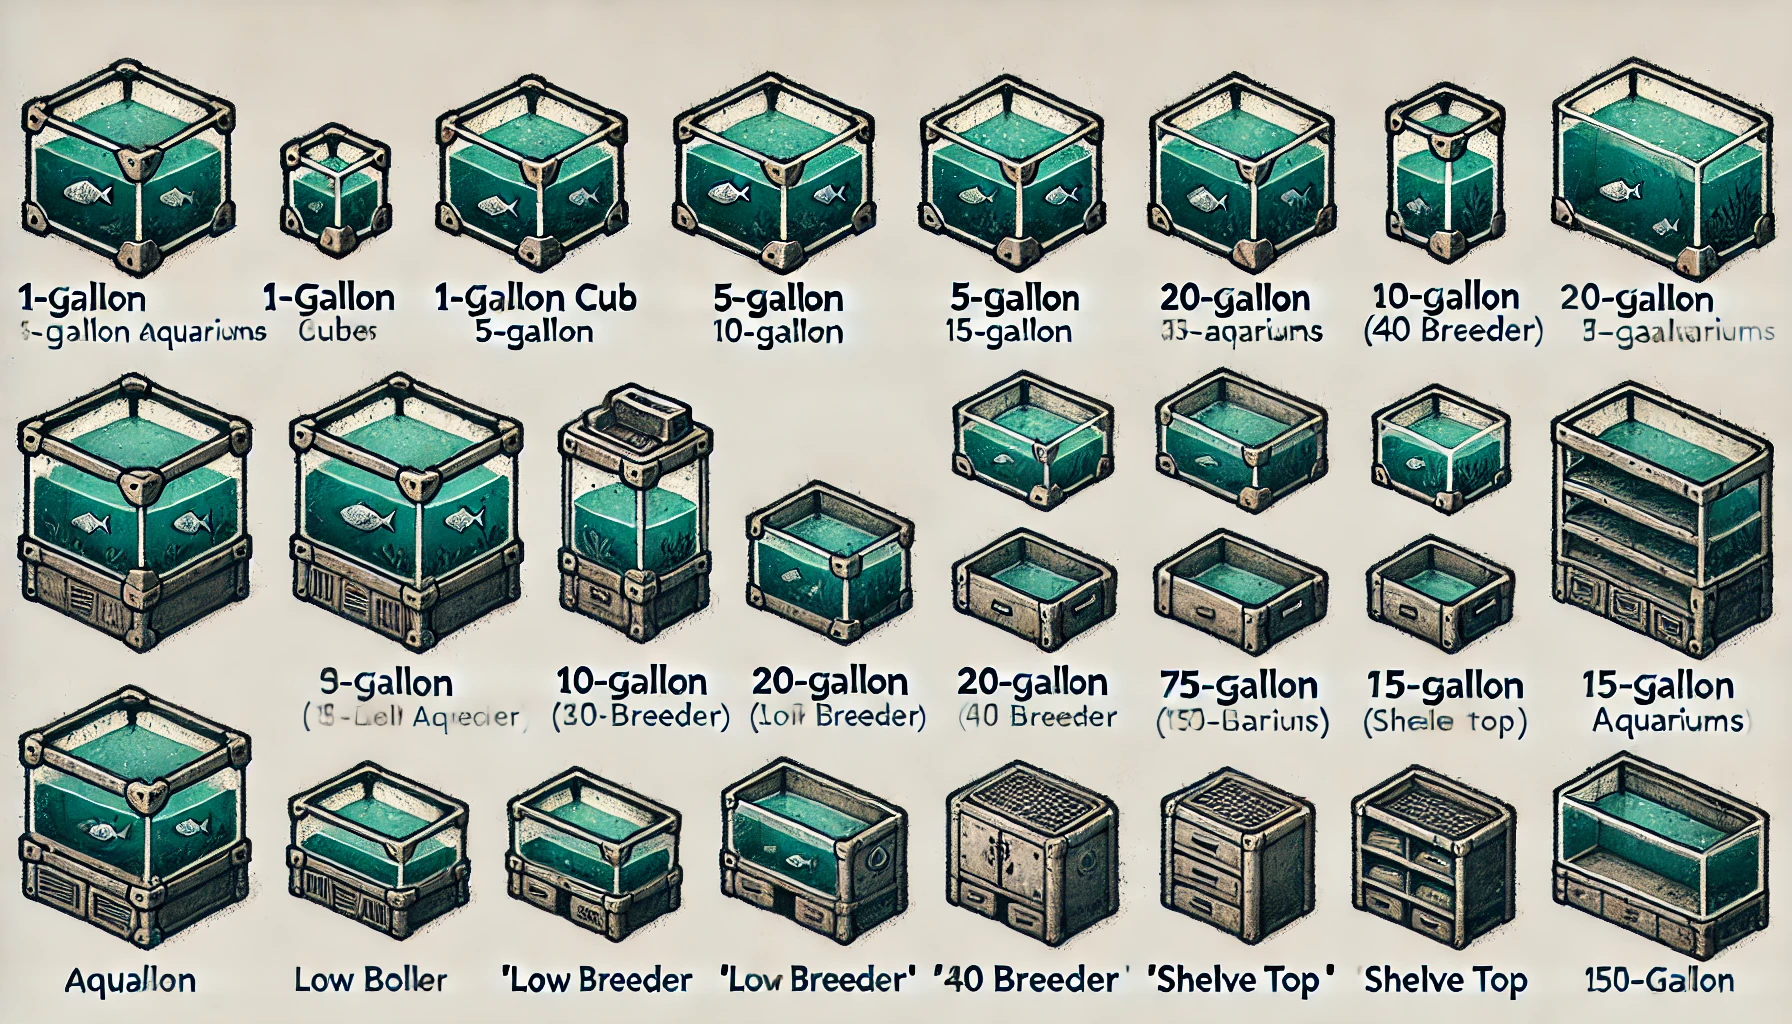 1-gallon 1-Gallon 1-Gallon Cub 5-gallon 5-gallon 20-gallon 10-gallon 20-gallon
-gallon Aquariums Cubes 5-gallon 10-gallon 15-gallon -aqariums (40 Breeder)
9-gallon 10-gallon 20-gallon 20-gallon 75-gallon 15-gallon 15-gallon
(30-Breeder) Breeder) (40 Breeder (Shele top) Aquariums)
Aquallon Low Boller 'Low Breeder 'Low Breeder' '40 Breeder' 'Shelve Top' Shelve Top 150-Gallon